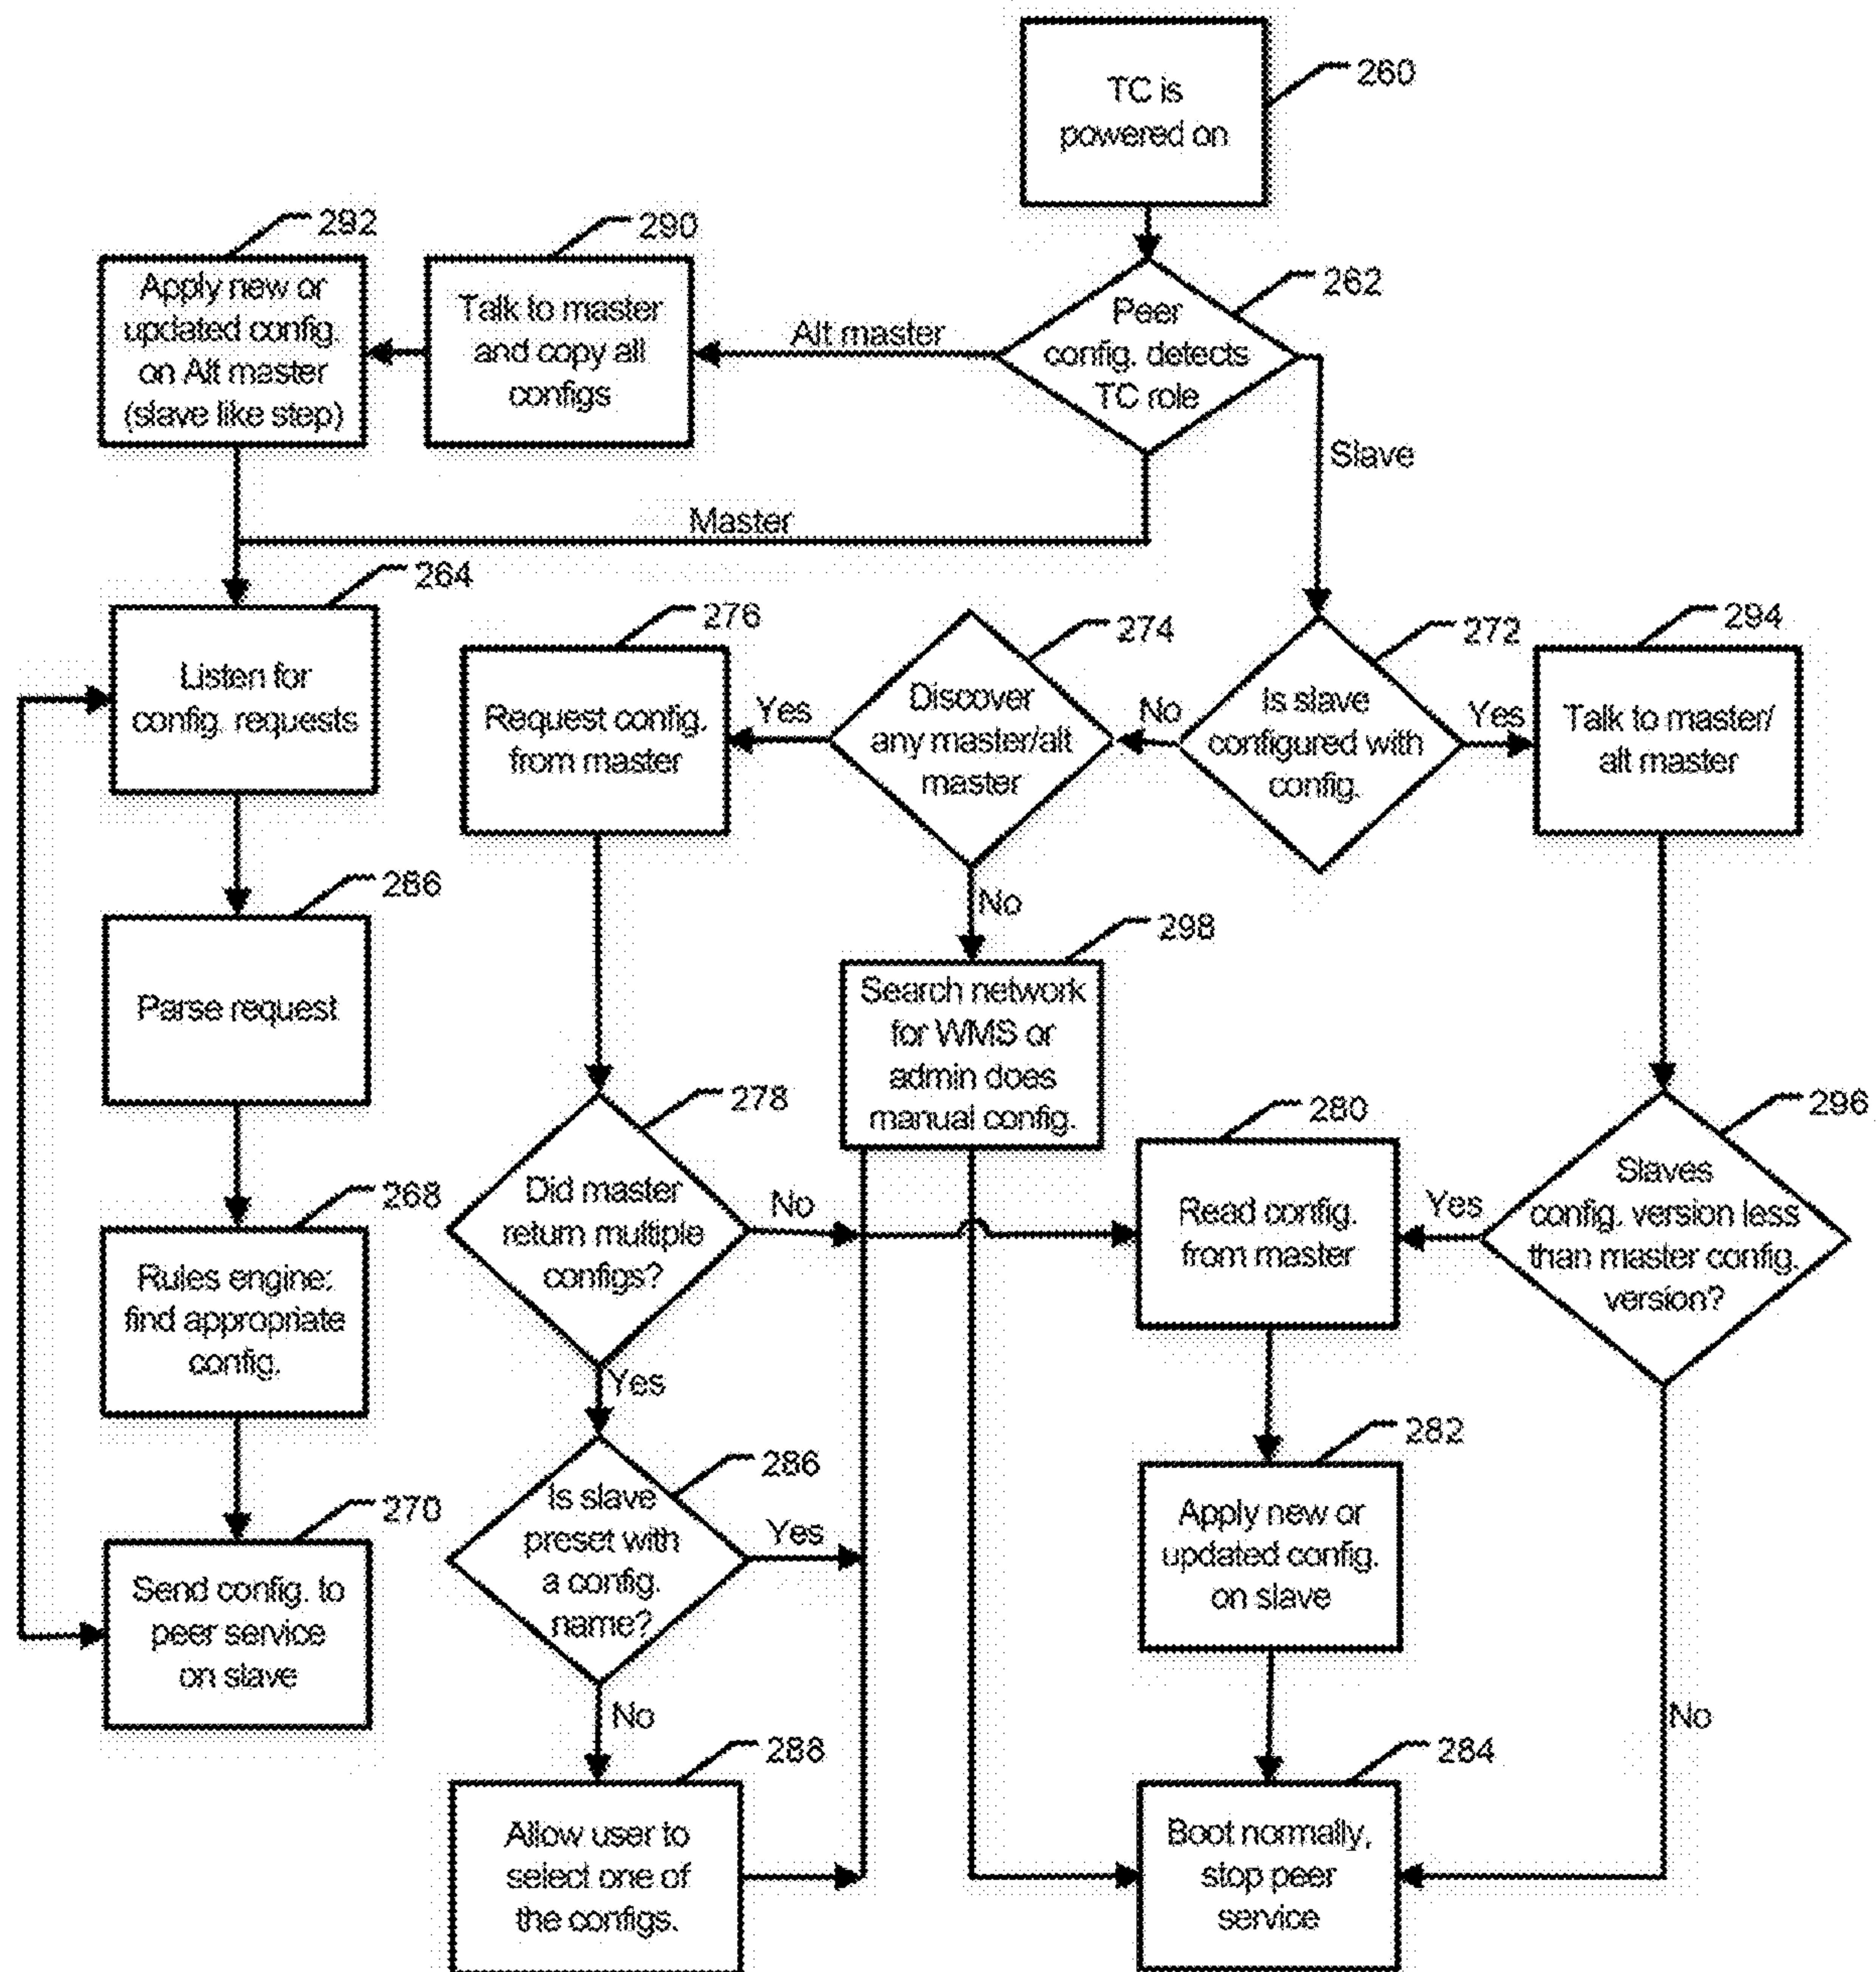 TC is
powered on
260
Peer
config. detects
TC role
262
Alt master
Slave
Master
Talk to master
and copy all
configs
290
Apply new or
updated config.
on Alt master
(slave like step)
292
Listen for
config. requests
264
Parse request
286
Rules engine:
find appropriate
config.
268
Send config. to
peer service
on slave
270
Is slave
configured with
config.
272
No
Yes
Discover
any master/alt
master
274
Yes
No
Request config.
from master
276
Talk to master/
alt master
294
Search network
for WMS or
admin does
manual config.
298
Did master
return multiple
configs?
278
No
Yes
Is slave
preset with
a config.
name?
286
Yes
No
Allow user to
select one of
the configs.
288
Slaves
config. version less
than master config.
version?
296
Yes
No
Read config.
from master
280
Apply new or
updated config.
on slave
282
Boot normally,
stop peer
service
284